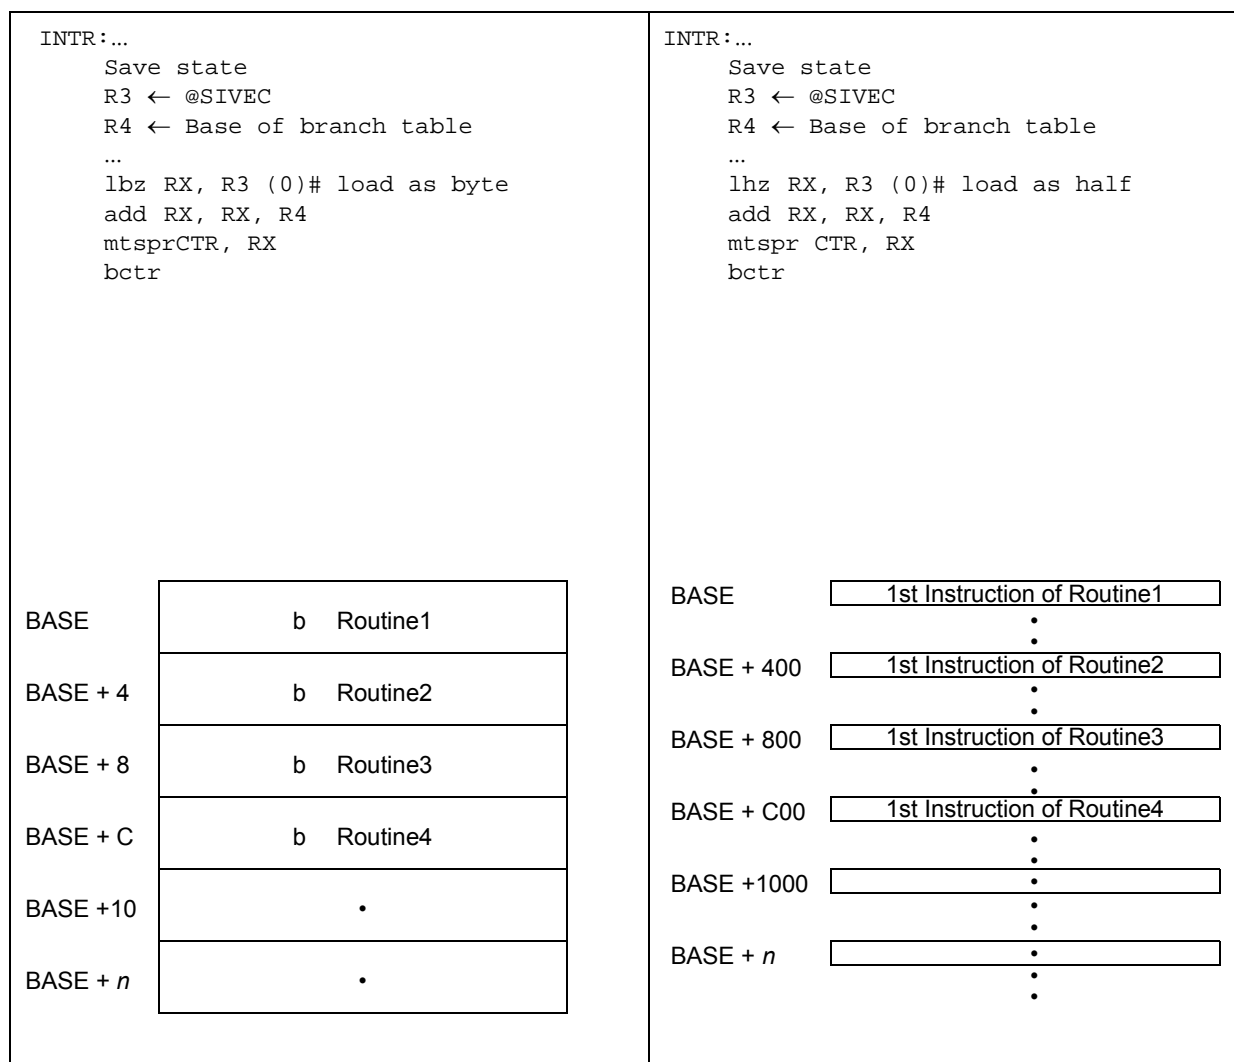 INTR:...
Save state
R3 ← @SIVEC
R4 ← Base of branch table
...
lbz RX, R3 (0)# load as byte
add RX, RX, R4
mtsprCTR, RX
bctr
BASE b Routine1
BASE + 4 b Routine2
BASE + 8 b Routine3
BASE + C b Routine4
BASE +10 •
BASE + n •
INTR:...
Save state
R3 ← @SIVEC
R4 ← Base of branch table
...
lhz RX, R3 (0)# load as half
add RX, RX, R4
mtspr CTR, RX
bctr
BASE 1st Instruction of Routine1
BASE + 400 1st Instruction of Routine2
BASE + 800 1st Instruction of Routine3
BASE + C00 1st Instruction of Routine4
BASE +1000
BASE + n